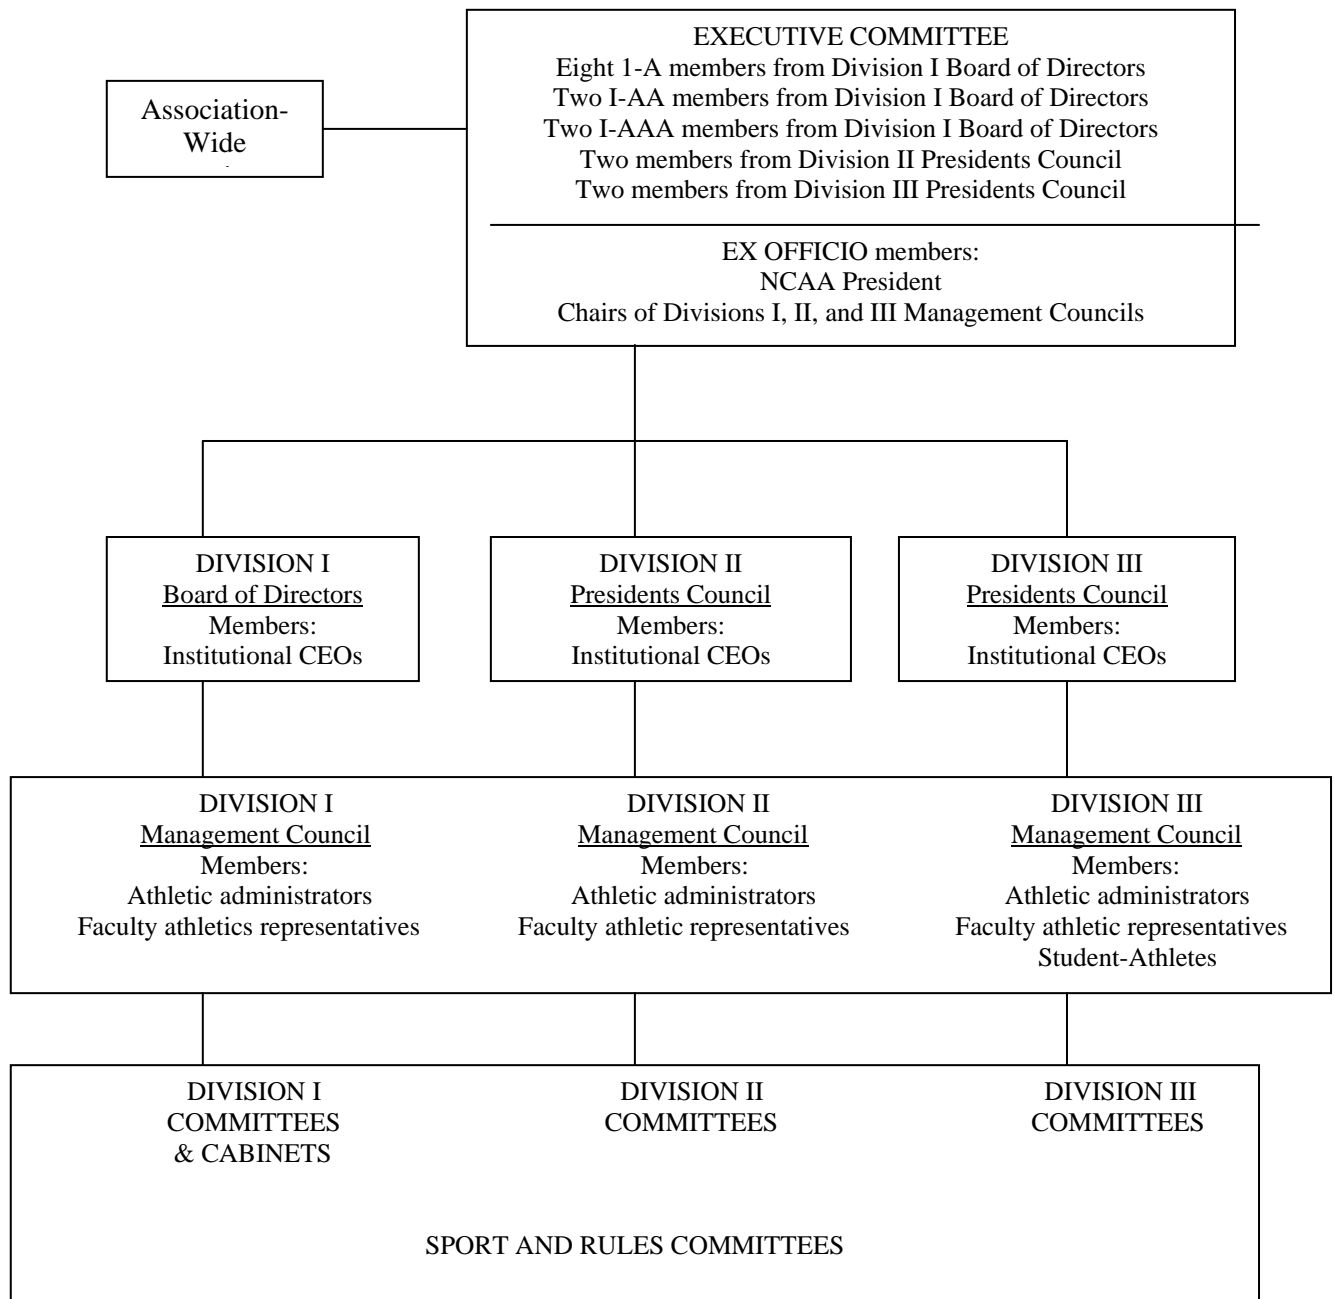 EXECUTIVE COMMITTEE
Eight 1-A members from Division I Board of Directors
Two I-AA members from Division I Board of Directors
Two I-AAA members from Division I Board of Directors
Two members from Division II Presidents Council
Two members from Division III Presidents Council
Association-
Wide
EX OFFICIO members:
NCAA President
Chairs of Divisions I, II, and III Management Councils
DIVISION I
Board of Directors
Members:
Institutional CEOs
DIVISION II
Presidents Council
Members:
Institutional CEOs
DIVISION III
Presidents Council
Members:
Institutional CEOs
DIVISION I
Management Council
Members:
Athletic administrators
Faculty athletics representatives
DIVISION II
Management Council
Members:
Athletic administrators
Faculty athletic representatives
DIVISION III
Management Council
Members:
Athletic administrators
Faculty athletic representatives
Student-Athletes
DIVISION I
COMMITTEES
& CABINETS
DIVISION II
COMMITTEES
DIVISION III
COMMITTEES
SPORT AND RULES COMMITTEES